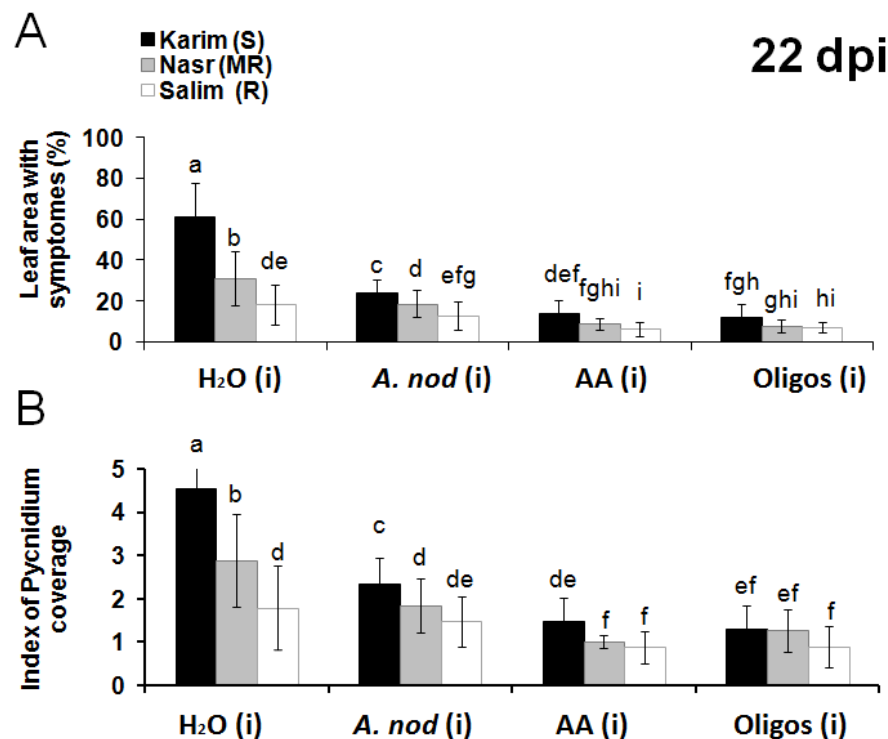 A
Karim (S)
Nasr (MR)
Salim (R)
22 dpi
Leaf area with
symptomes (%)
100
80
60
40
20
0
a
b
de
c
d
efg
def
fghi
i
fgh
ghi
hi
H₂O (i)
A. nod (i)
AA (i)
Oligos (i)
B
Index of Pycnidium
coverage
5
4
3
2
1
0
a
b
d
c
d
de
de
f
f
ef
ef
f
H₂O (i)
A. nod (i)
AA (i)
Oligos (i)